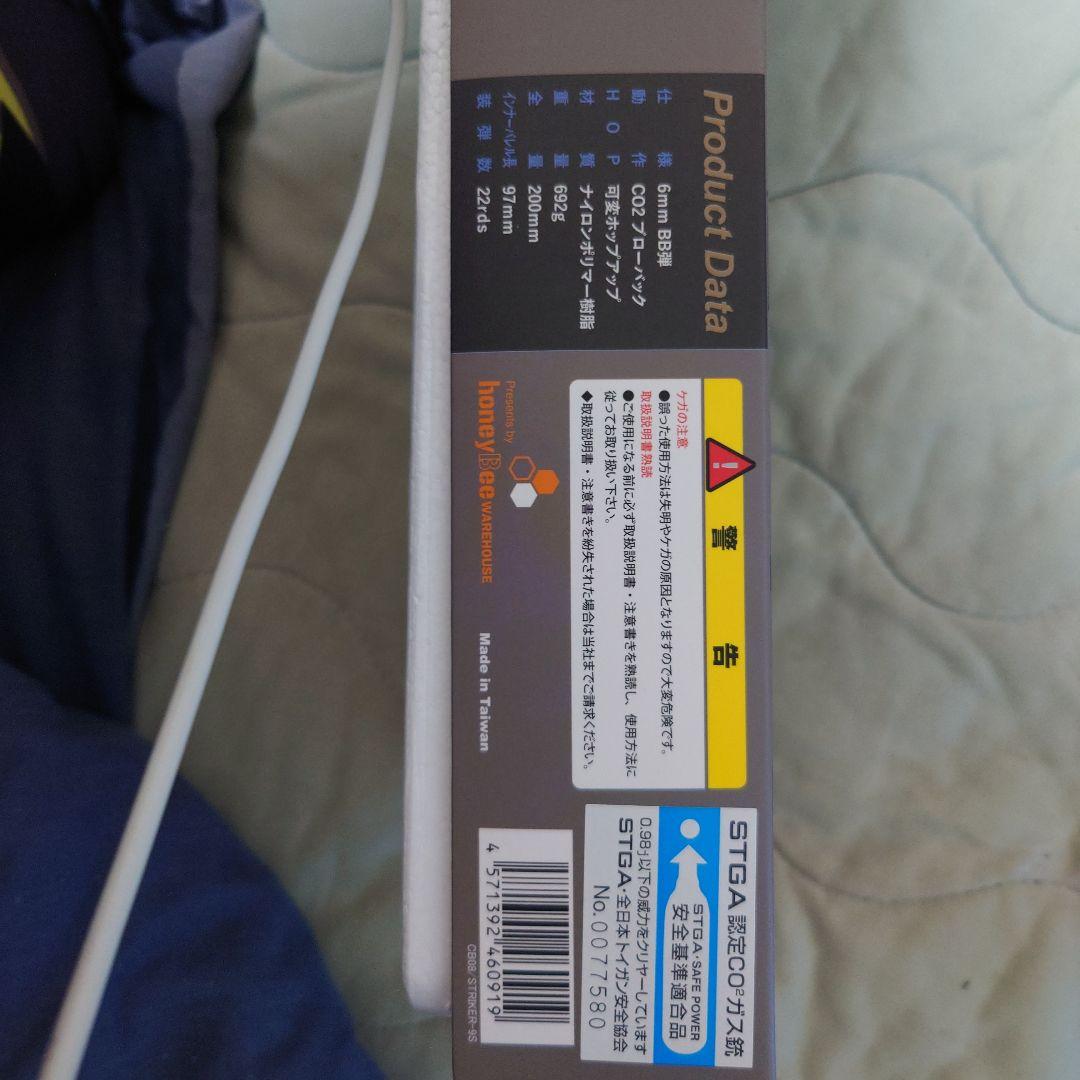 Product Data
仕様 6mm BB弾
動作 CO2 ブローバック
HOP 可変ホップアップ
材質 ナイロンポリマー樹脂
重量 692g
全量 200mm
インナーバレル長 97mm
装弾数 22rds
警告
ケガの注意
●誤った使用方法は失明やケガの原因となりますので大変危険です。
取扱説明書熟読
●ご使用になる前に必ず取扱説明書・注意書きを熟読し、使用方法に
従ってお取り扱い下さい。
◆取扱説明書・注意書きを紛失された場合は当社までご請求ください。
Presents by
honeyBee WAREHOUSE
Made in Taiwan
STGA 認定CO²ガス銃
STGA・SAFE POWER
安全基準適合品
0.98j以下の威力をクリヤーしています
STGA・全日本トイガン安全協会
No.0077580
4 571392 460919
CB08/ STRIKER-9S